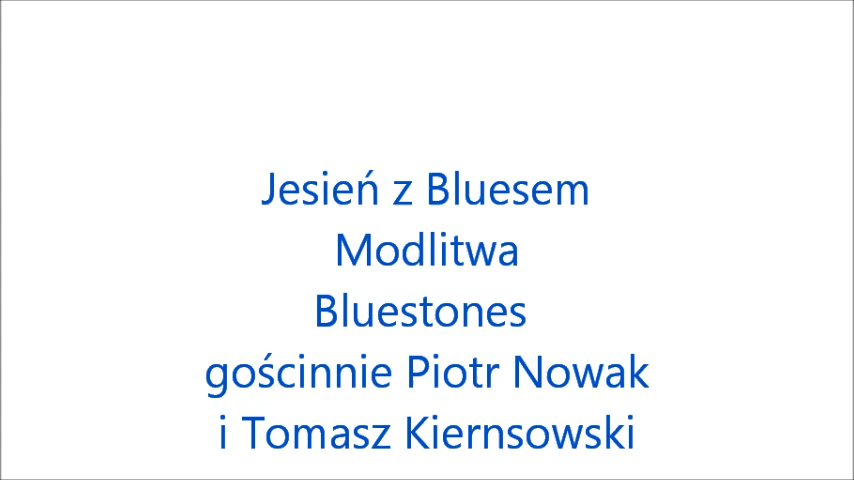 Jesień z Bluesem
Modlitwa
Bluestones
gościnnie Piotr Nowak
i Tomasz Kiernsowski